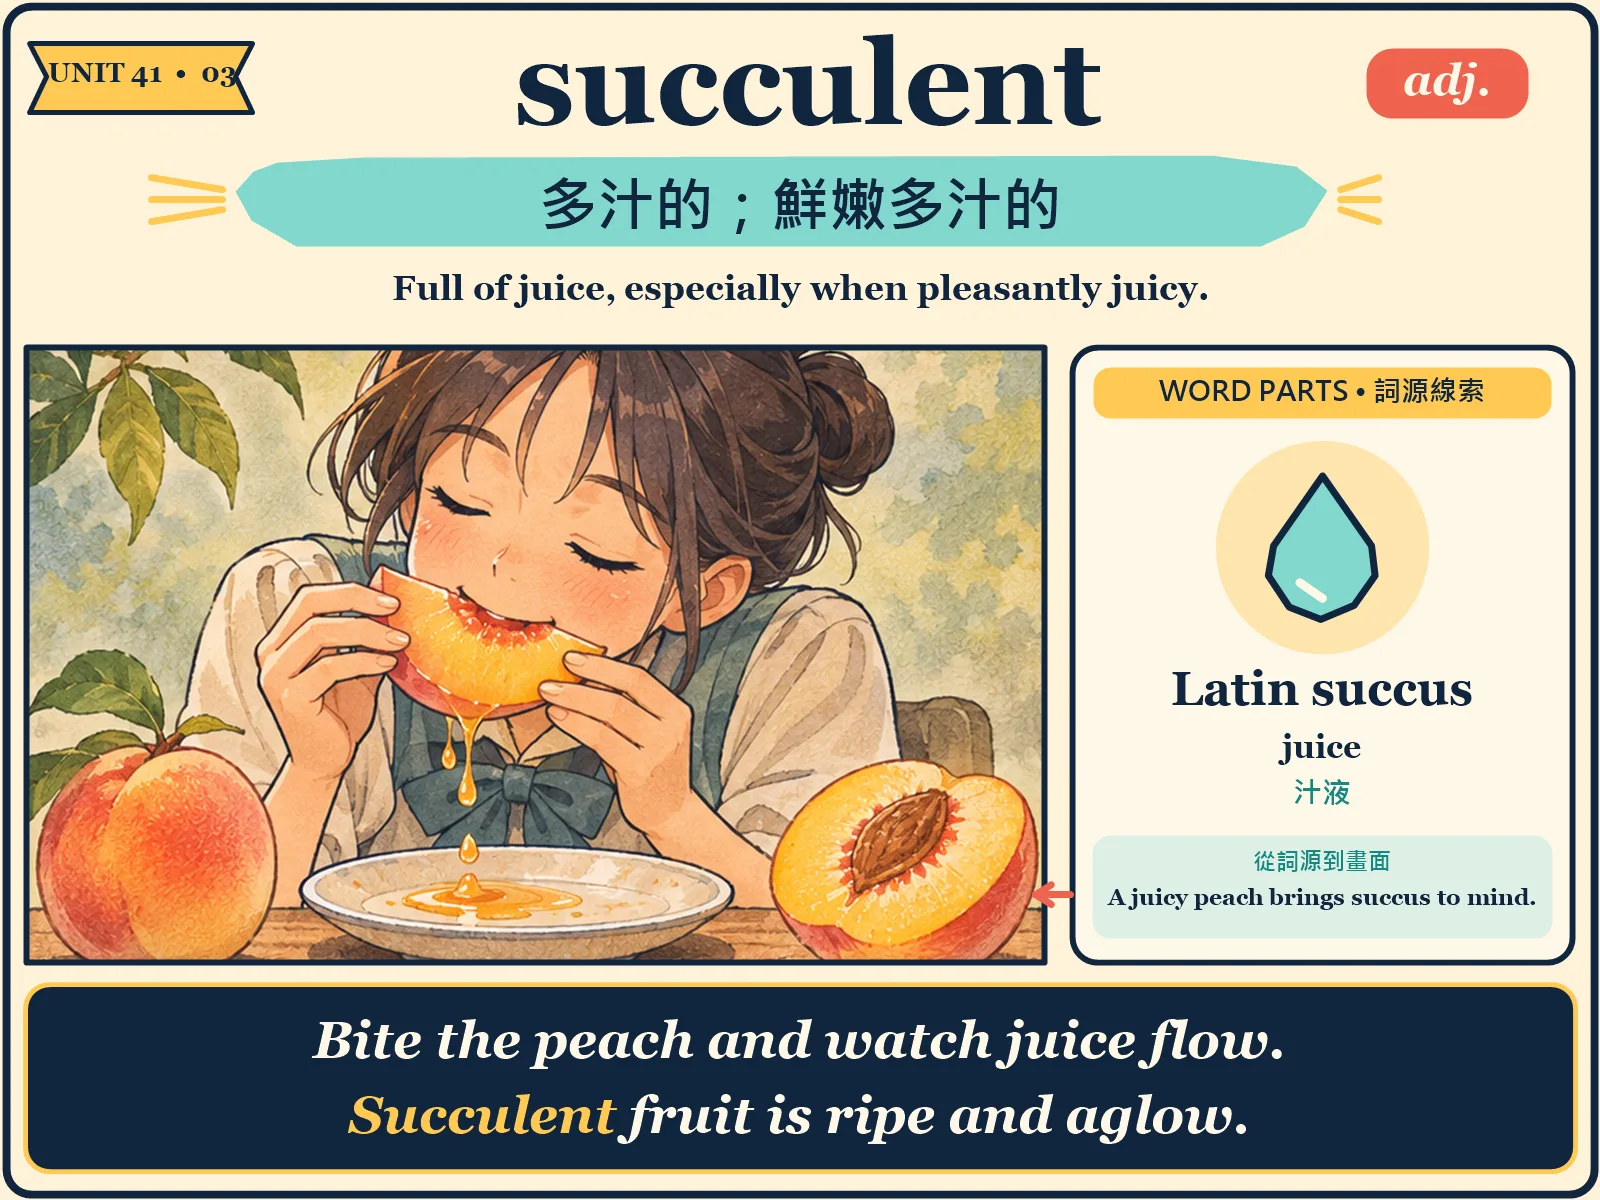 UNIT 41 • 03
succulent
adj.
多汁的；鮮嫩多汁的
Full of juice, especially when pleasantly juicy.
WORD PARTS • 詞源線索
Latin succus
juice
汁液
從詞源到畫面
A juicy peach brings succus to mind.
Bite the peach and watch juice flow.
Succulent fruit is ripe and aglow.